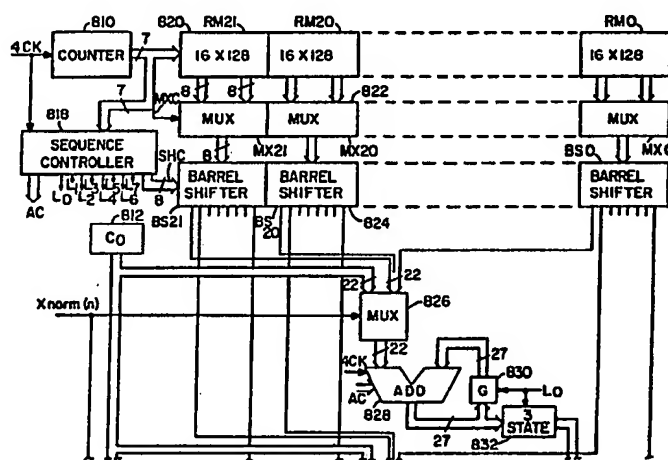 810 820 RM21 RM20 RM0
4CK COUNTER 7 16 X 128 16 X 128 16 X 128
7 MXC 8 8 822
818 MUX MUX MUX
SEQUENCE CONTROLLER SHC 8 MX21 MX20 BS0
8 BARREL SHIFTER BARREL SHIFTER BARREL SHIFTER
AC L0 L1 L2 L3 L4 L5 L6 L7
812 BS21 BS20 824
C0
22 22
Xnorm (n) MUX 826
22 27
4CK ADD G 830 L0
AC 828 27 3 STATE
832